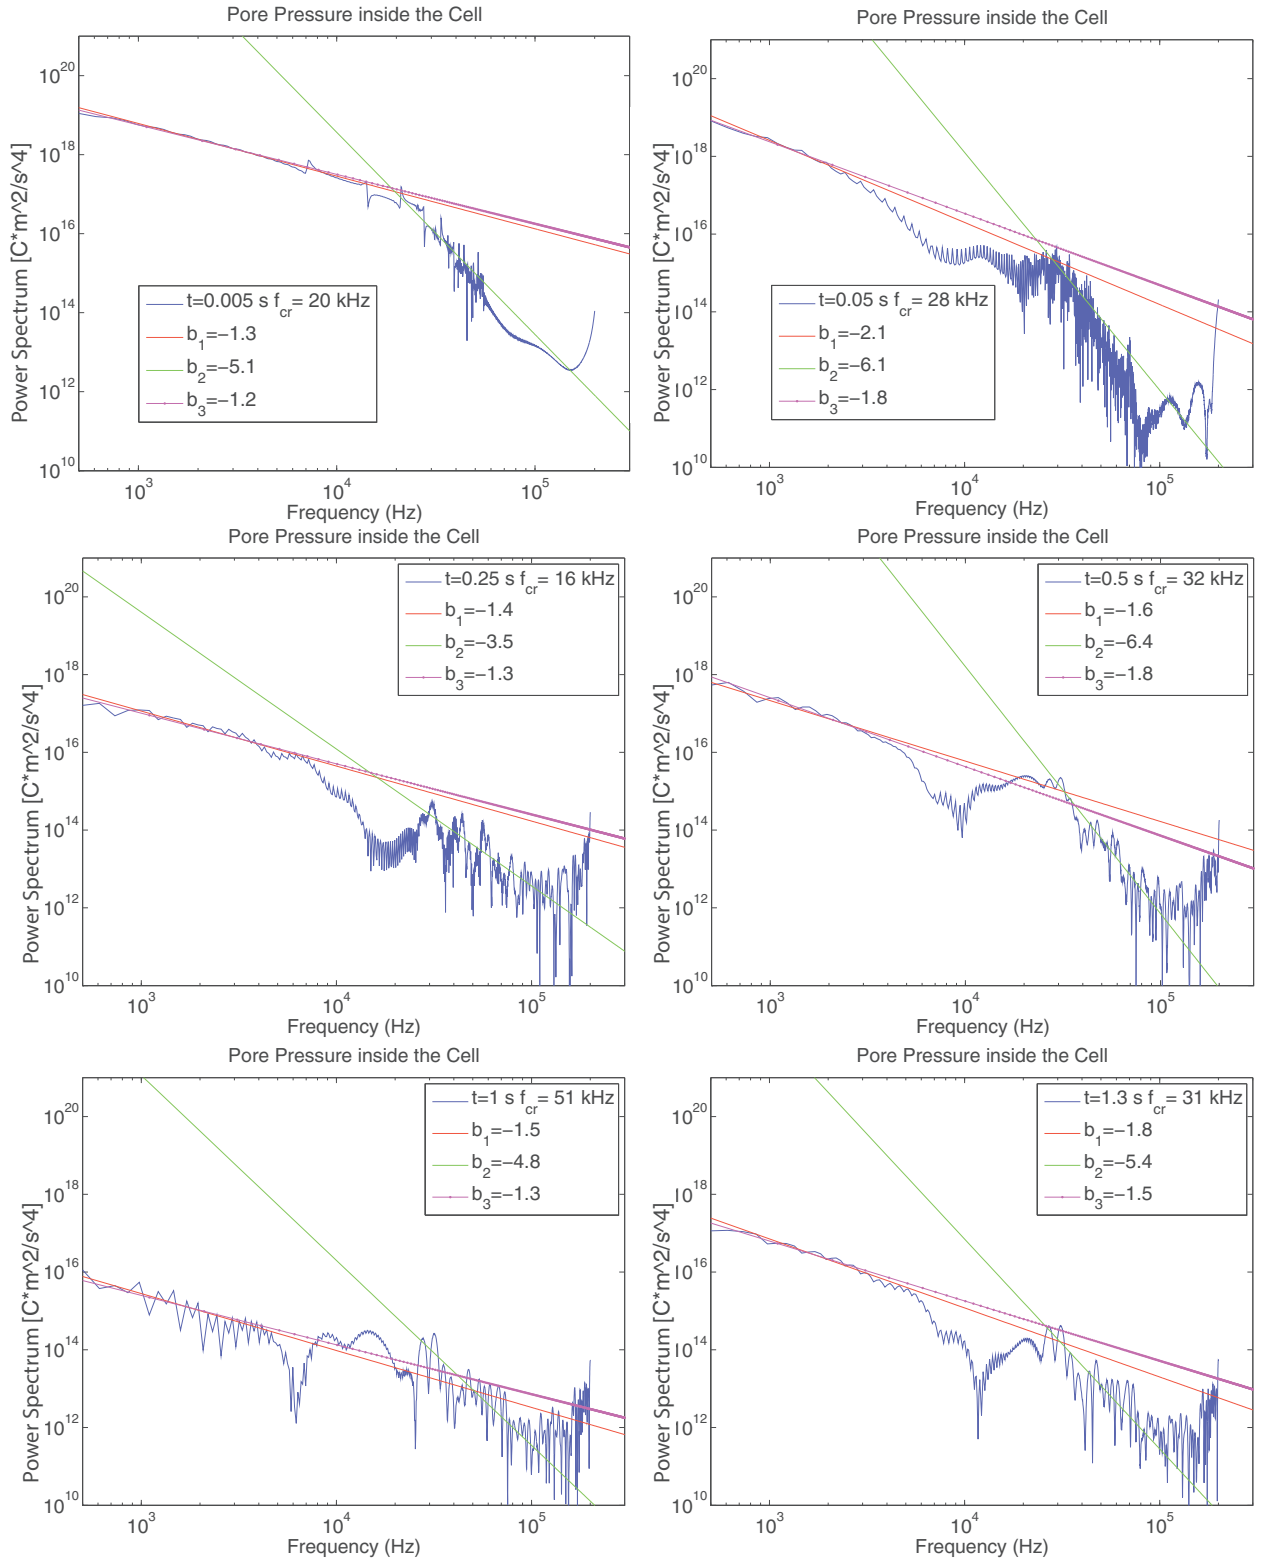 Pore Pressure inside the Cell
Power Spectrum [C*m^2/s^4]
10^20
10^18
10^16
10^14
10^12
10^10
t=0.005 s f_cr= 20 kHz
b_1=−1.3
b_2=−5.1
b_3=−1.2
10^3 10^4 10^5
Frequency (Hz)
Pore Pressure inside the Cell
Power Spectrum [C*m^2/s^4]
10^20
10^18
10^16
10^14
10^12
10^10
t=0.05 s f_cr= 28 kHz
b_1=−2.1
b_2=−6.1
b_3=−1.8
10^3 10^4 10^5
Frequency (Hz)
Pore Pressure inside the Cell
Power Spectrum [C*m^2/s^4]
10^20
10^18
10^16
10^14
10^12
10^10
t=0.25 s f_cr= 16 kHz
b_1=−1.4
b_2=−3.5
b_3=−1.3
10^3 10^4 10^5
Frequency (Hz)
Pore Pressure inside the Cell
Power Spectrum [C*m^2/s^4]
10^20
10^18
10^16
10^14
10^12
10^10
t=0.5 s f_cr= 32 kHz
b_1=−1.6
b_2=−6.4
b_3=−1.8
10^3 10^4 10^5
Frequency (Hz)
Pore Pressure inside the Cell
Power Spectrum [C*m^2/s^4]
10^20
10^18
10^16
10^14
10^12
10^10
t=1 s f_cr= 51 kHz
b_1=−1.5
b_2=−4.8
b_3=−1.3
10^3 10^4 10^5
Frequency (Hz)
Pore Pressure inside the Cell
Power Spectrum [C*m^2/s^4]
10^20
10^18
10^16
10^14
10^12
10^10
t=1.3 s f_cr= 31 kHz
b_1=−1.8
b_2=−5.4
b_3=−1.5
10^3 10^4 10^5
Frequency (Hz)